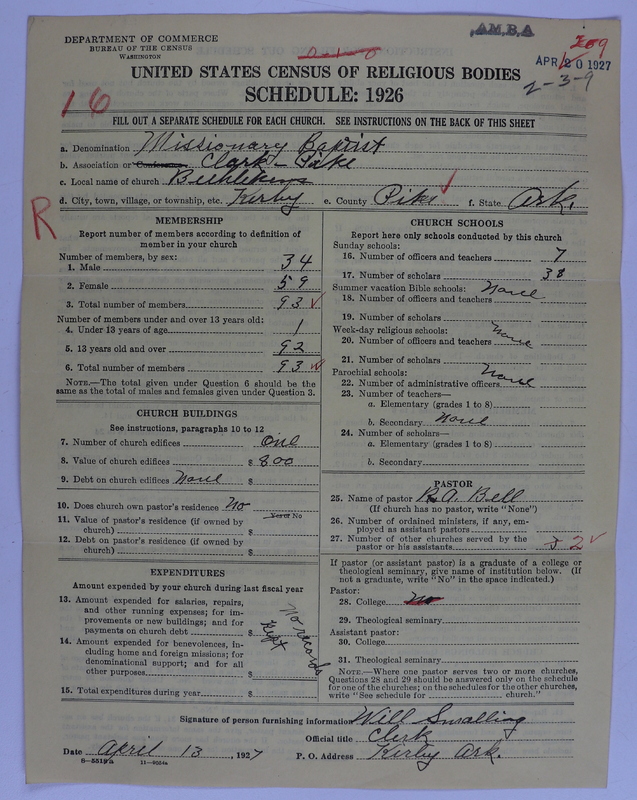 DEPARTMENT OF COMMERCE
BUREAU OF THE CENSUS
WASHINGTON
A.M.B.A
209
APR 20 1927
2-3-9
0-1-0
UNITED STATES CENSUS OF RELIGIOUS BODIES
SCHEDULE: 1926
16
FILL OUT A SEPARATE SCHEDULE FOR EACH CHURCH. SEE INSTRUCTIONS ON THE BACK OF THIS SHEET
a. Denomination Missionary Baptist
b. Association or Conference Clark - Pike
c. Local name of church
d. City, town, village, or township, etc. Kirby e. County Pike f. State Ark.
R
MEMBERSHIP
Report number of members according to definition of
member in your church
Number of members, by sex:
1. Male 34
2. Female 59
3. Total number of members 93
Number of members under and over 13 years old:
4. Under 13 years of age 1
5. 13 years old and over 92
6. Total number of members 93
NOTE.—The total given under Question 6 should be
same as the total of males and females given under Question 3.
CHURCH BUILDINGS
See instructions, paragraphs 10 to 12
7. Number of church edifices One
8. Value of church edifices $ 800
9. Debt on church edifices None $
10. Does church own pastor's residence No
Yes or No
11. Value of pastor's residence (if owned by
church) $
12. Debt on pastor's residence (if owned by
church) $
EXPENDITURES
Amount expended by your church during last fiscal year
13. Amount expended for salaries, repairs,
and other running expenses; for im-
provements or new buildings; and for
payments on church debt $
14. Amount expended for benevolences, in-
cluding home and foreign missions; for
denominational support; and for all
other purposes $
15. Total expenditures during year $
No records
Kept
CHURCH SCHOOLS
Report here only schools conducted by this church
Sunday schools:
16. Number of officers and teachers 7
17. Number of scholars 38
Summer vacation Bible schools: None
18. Number of officers and teachers
19. Number of scholars
Week-day religious schools: None
20. Number of officers and teachers
21. Number of scholars
Parochial schools: None
22. Number of administrative officers
23. Number of teachers—
a. Elementary (grades 1 to 8)
b. Secondary None
24. Number of scholars—
a. Elementary (grades 1 to 8)
b. Secondary
PASTOR
25. Name of pastor R. A. Bell
(If church has no pastor, write "None")
26. Number of ordained ministers, if any, em-
ployed as assistant pastors
27. Number of other churches served by the
pastor or his assistants 3 2
If pastor (or assistant pastor) is a graduate of a college or
theological seminary, give name of institution below. (If
not a graduate, write "No" in the space indicated.)
Pastor:
28. College No
29. Theological seminary
Assistant pastor:
30. College
31. Theological seminary
NOTE.—Where one pastor serves two or more churches,
Questions 28 and 29 should be answered only on the schedule
for one of the churches; on the schedules for the other churches,
write "See schedule for church."
Signature of person furnishing information Will Smalling
Official title Clerk
Date April 13, 1927 P. O. Address Kirby Ark.